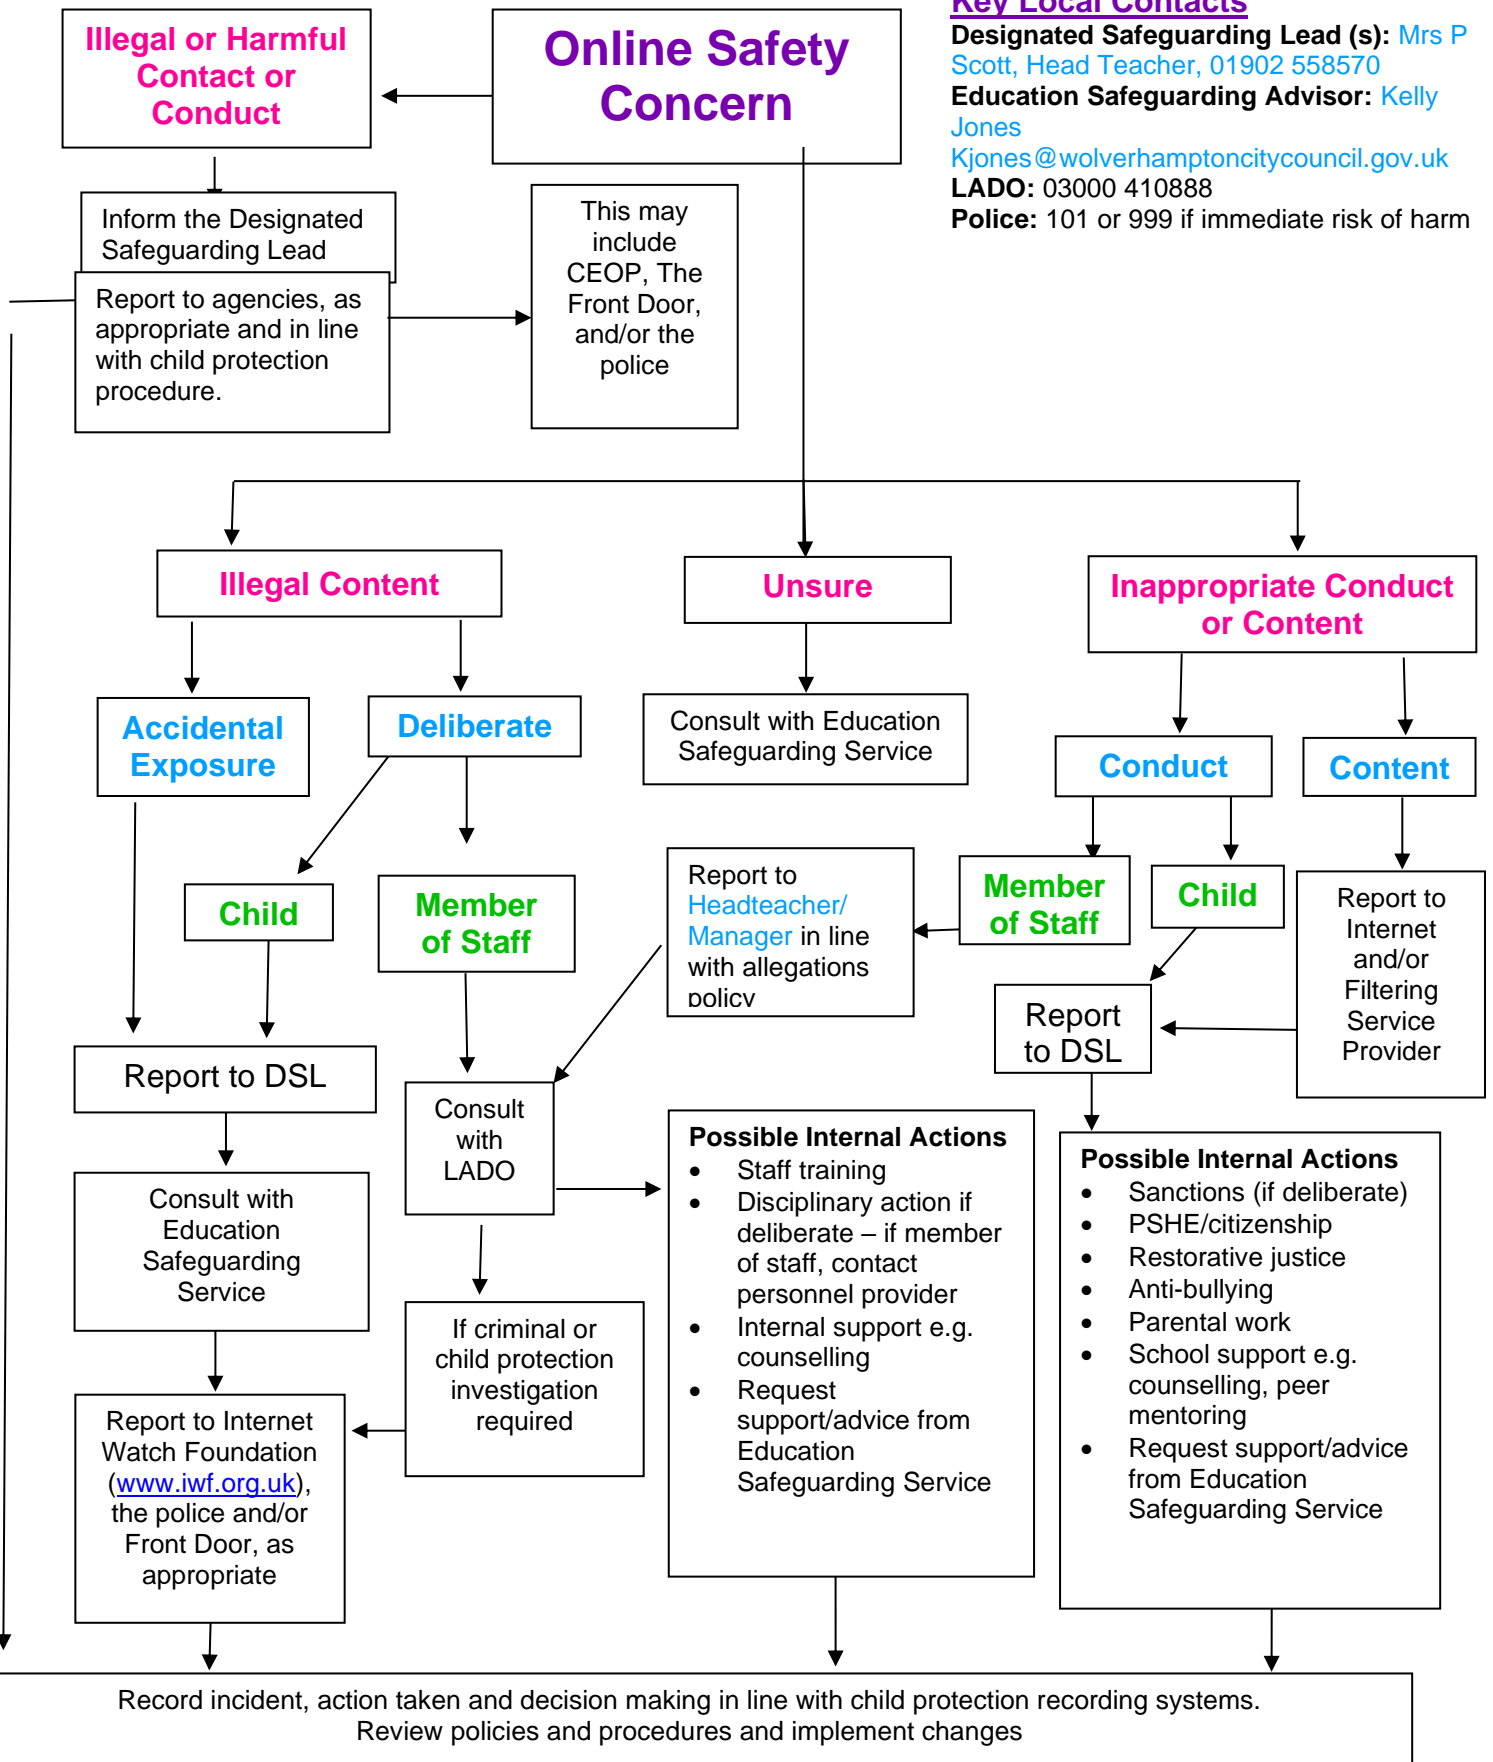 Key Local Contacts
Designated Safeguarding Lead (s): Mrs P
Scott, Head Teacher, 01902 558570
Education Safeguarding Advisor: Kelly
Jones
Kjones@wolverhamptoncitycouncil.gov.uk
LADO: 03000 410888
Police: 101 or 999 if immediate risk of harm
Online Safety
Concern
Illegal or Harmful
Contact or
Conduct
Inform the Designated
Safeguarding Lead
Report to agencies, as
appropriate and in line
with child protection
procedure.
This may
include
CEOP, The
Front Door,
and/or the
police
Illegal Content
Unsure
Inappropriate Conduct
or Content
Accidental
Exposure
Deliberate
Consult with Education
Safeguarding Service
Conduct
Content
Child
Member
of Staff
Report to
Headteacher/
Manager in line
with allegations
policy
Member
of Staff
Child
Report to
Internet
and/or
Filtering
Service
Provider
Report to DSL
Consult
with
LADO
Report
to DSL
Consult with
Education
Safeguarding
Service
If criminal or
child protection
investigation
required
Possible Internal Actions
• Staff training
• Disciplinary action if
deliberate – if member
of staff, contact
personnel provider
• Internal support e.g.
counselling
• Request
support/advice from
Education
Safeguarding Service
Possible Internal Actions
• Sanctions (if deliberate)
• PSHE/citizenship
• Restorative justice
• Anti-bullying
• Parental work
• School support e.g.
counselling, peer
mentoring
• Request support/advice
from Education
Safeguarding Service
Report to Internet
Watch Foundation
(www.iwf.org.uk),
the police and/or
Front Door, as
appropriate
Record incident, action taken and decision making in line with child protection recording systems.
Review policies and procedures and implement changes